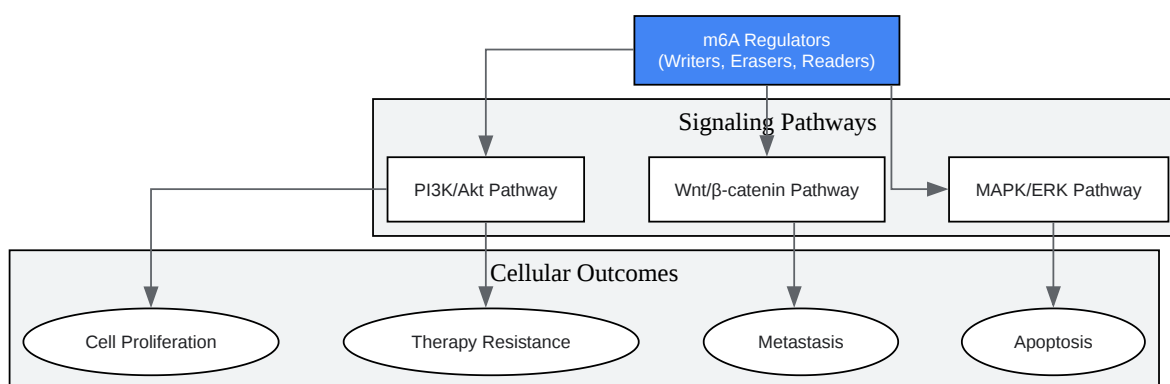 m6A Regulators
(Writers, Erasers, Readers)
Signaling Pathways
PI3K/Akt Pathway
Wnt/β-catenin Pathway
MAPK/ERK Pathway
Cellular Outcomes
Cell Proliferation
Therapy Resistance
Metastasis
Apoptosis